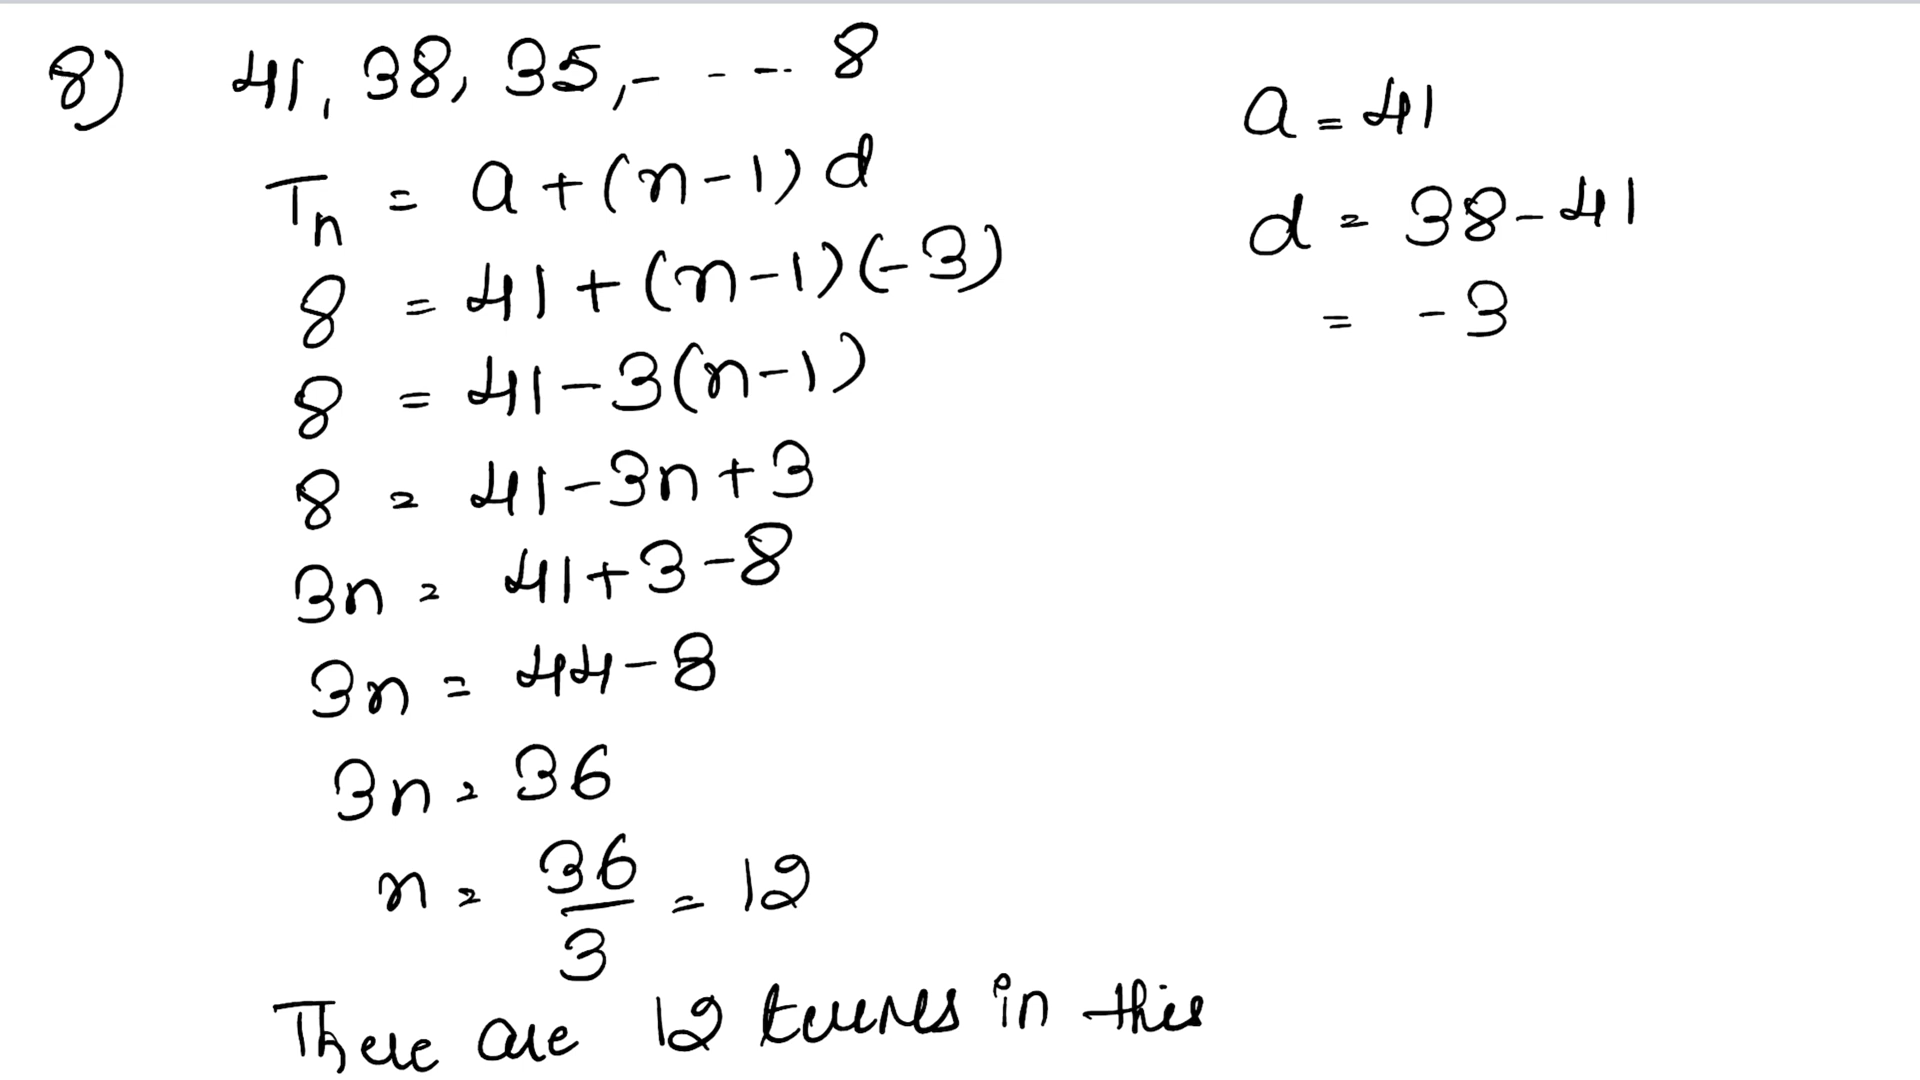 8) 41, 38, 35, - - - - 8
Tn = a + (n-1) d
8 = 41 + (n-1)(-3)
8 = 41 - 3(n-1)
8 = 41 - 3n + 3
3n = 41 + 3 - 8
3n = 44 - 8
3n = 36
n = 36/3 = 12
There are 12 terms in this
a = 41
d = 38 - 41
= -3